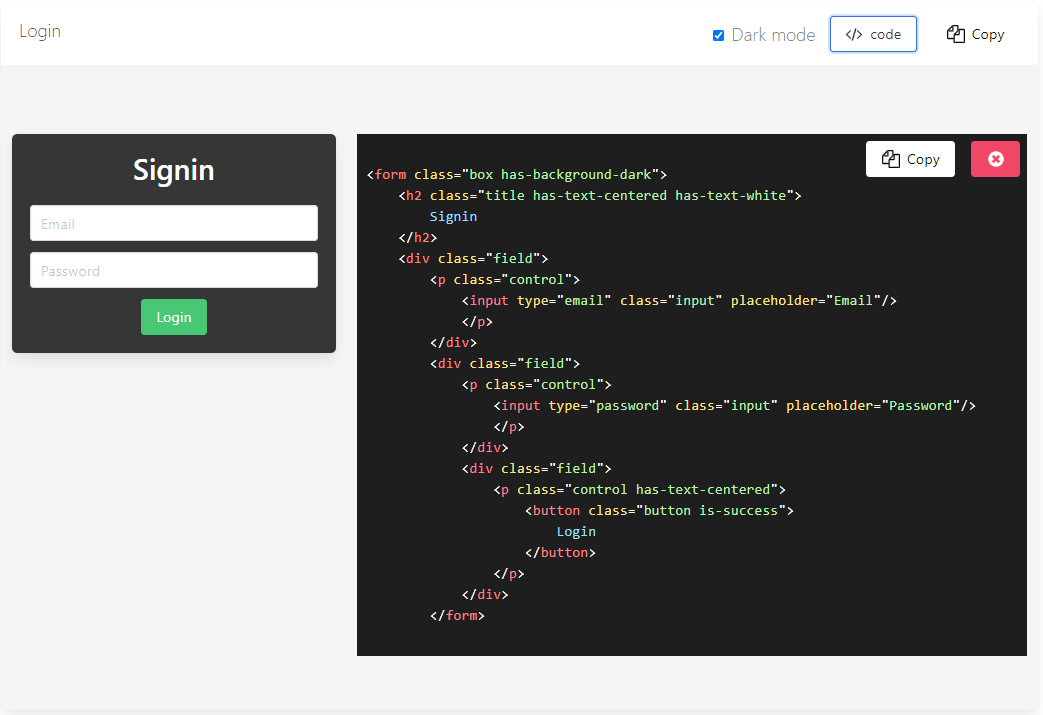 Login
Dark mode
</> code
Copy
Signin
Email
Password
Login
Copy
<form class="box has-background-dark">
<h2 class="title has-text-centered has-text-white">
Signin
</h2>
<div class="field">
<p class="control">
<input type="email" class="input" placeholder="Email"/>
</p>
</div>
<div class="field">
<p class="control">
<input type="password" class="input" placeholder="Password"/>
</p>
</div>
<div class="field">
<p class="control has-text-centered">
<button class="button is-success">
Login
</button>
</p>
</div>
</form>